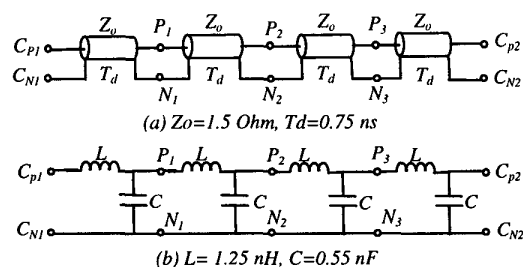 Zo Zo Zo Zo
CP1 P1 P2 P3 Cp2
CN1 Td N1 Td N2 Td N3 Td CN2
(a) Zo=1.5 Ohm, Td=0.75 ns
Cp1 L P1 L P2 L P3 L Cp2
C C C C
CN1 N1 N2 N3 CN2
(b) L= 1.25 nH, C=0.55 nF